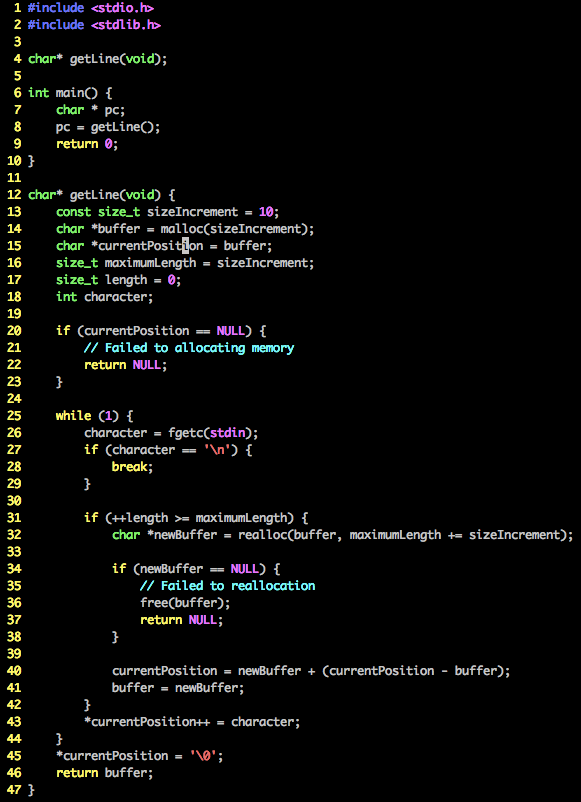 1 #include <stdio.h>
2 #include <stdlib.h>
3
4 char* getLine(void);
5
6 int main() {
7     char * pc;
8     pc = getLine();
9     return 0;
10 }
11
12 char* getLine(void) {
13     const size_t sizeIncrement = 10;
14     char *buffer = malloc(sizeIncrement);
15     char *currentPosition = buffer;
16     size_t maximumLength = sizeIncrement;
17     size_t length = 0;
18     int character;
19
20     if (currentPosition == NULL) {
21         // Failed to allocating memory
22         return NULL;
23     }
24
25     while (1) {
26         character = fgetc(stdin);
27         if (character == '\n') {
28             break;
29         }
30
31         if (++length >= maximumLength) {
32             char *newBuffer = realloc(buffer, maximumLength += sizeIncrement);
33
34             if (newBuffer == NULL) {
35                 // Failed to reallocation
36                 free(buffer);
37                 return NULL;
38             }
39
40             currentPosition = newBuffer + (currentPosition - buffer);
41             buffer = newBuffer;
42         }
43         *currentPosition++ = character;
44     }
45     *currentPosition = '\0';
46     return buffer;
47 }